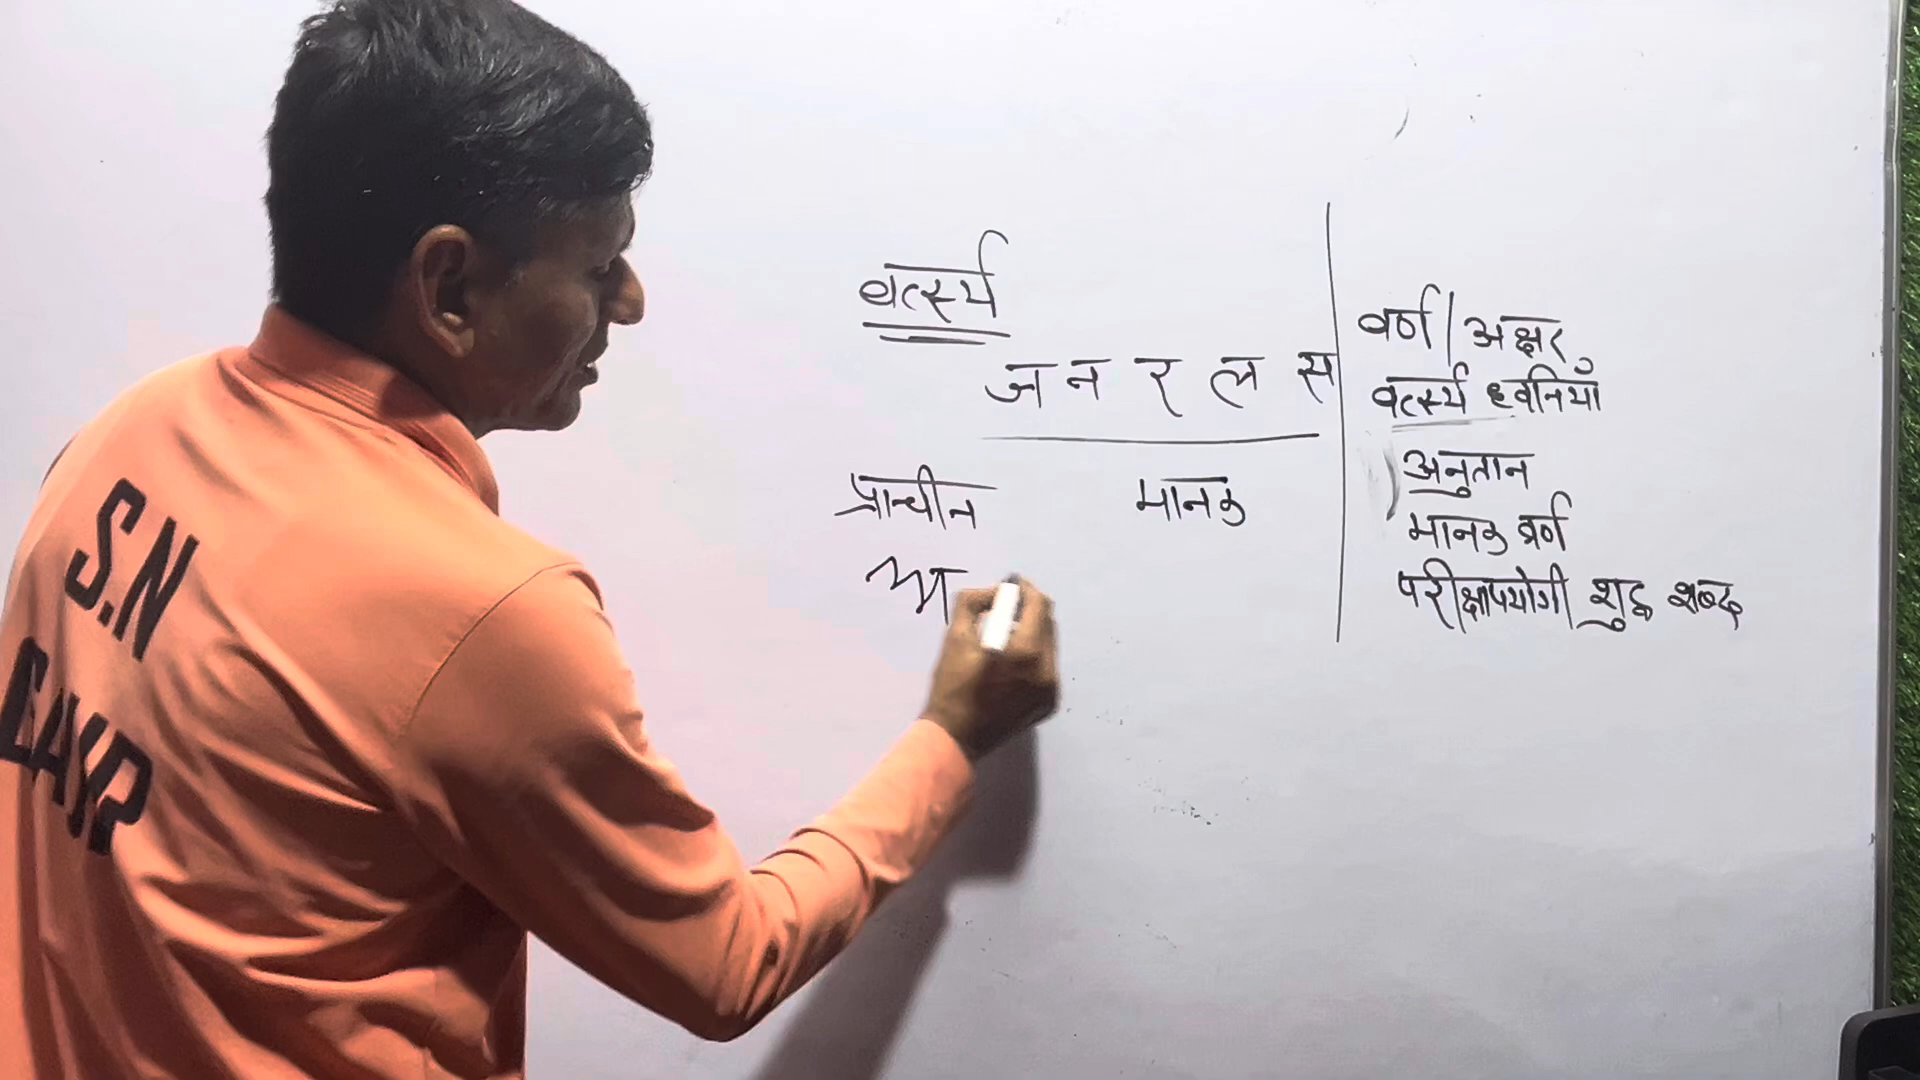 वर्त्स्य
ज न र ल स
प्राचीन मानक
वर्ण/अक्षर
वर्त्स्य ध्वनियाँ
अनुतान
मानक वर्ण
परीक्षापयोगी शुद्ध शब्द
S.N